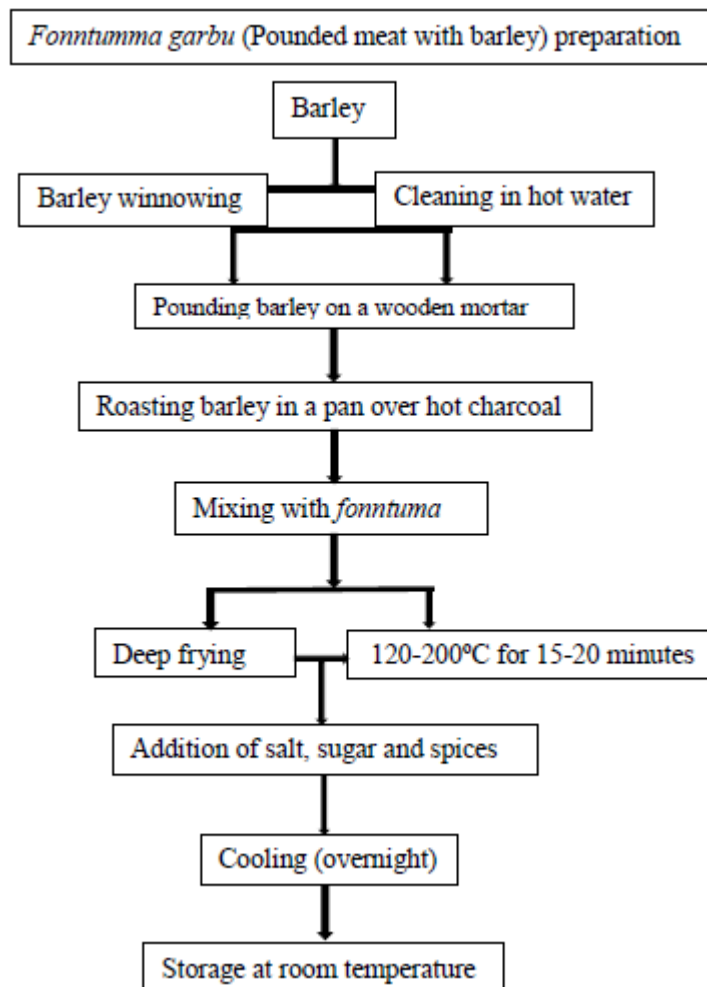 Fonntumma garbu (Pounded meat with barley) preparation
Barley
Barley winnowing
Cleaning in hot water
Pounding barley on a wooden mortar
Roasting barley in a pan over hot charcoal
Mixing with fonntuma
Deep frying
120-200ºC for 15-20 minutes
Addition of salt, sugar and spices
Cooling (overnight)
Storage at room temperature